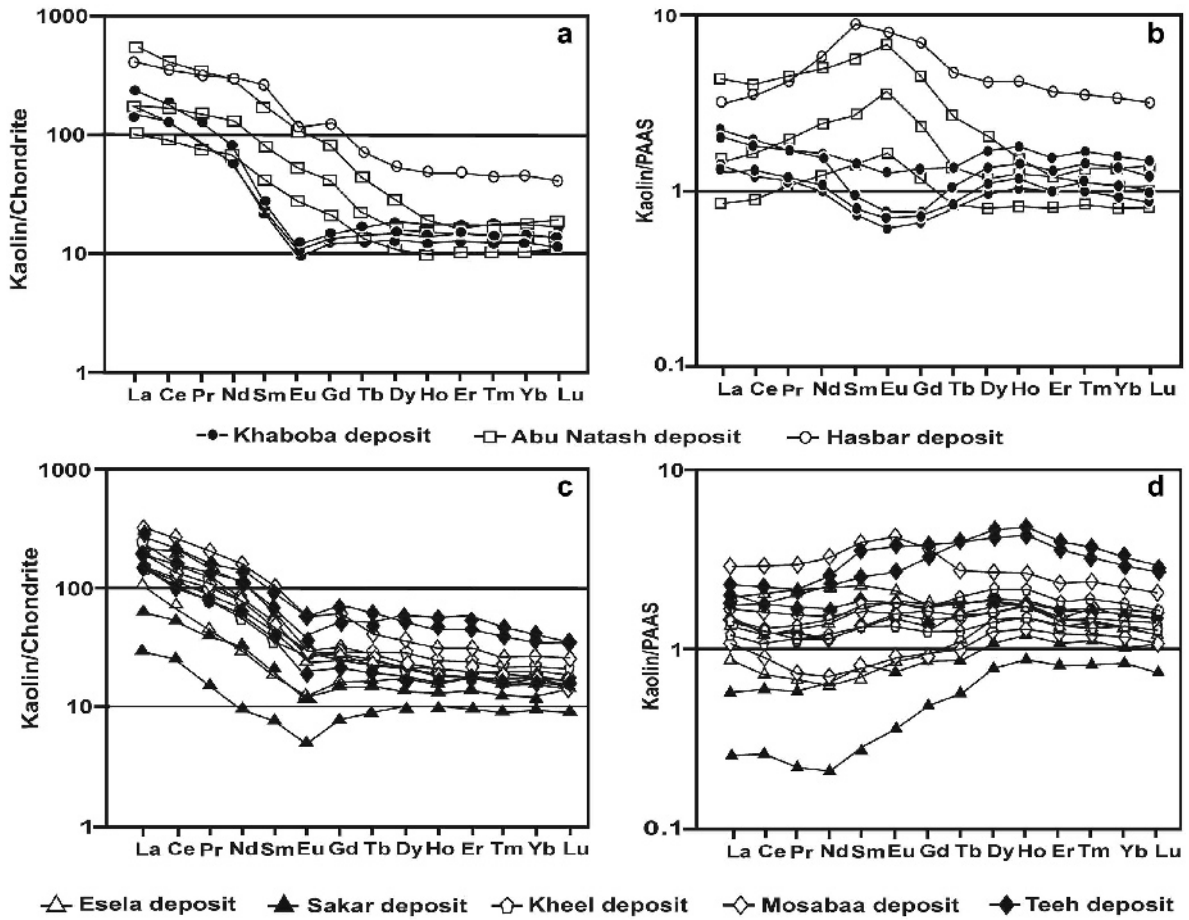 1000
100
10
1
Kaolin/Chondrite
a
La Ce Pr Nd Sm Eu Gd Tb Dy Ho Er Tm Yb Lu
10
1
0.1
Kaolin/PAAS
b
La Ce Pr Nd Sm Eu Gd Tb Dy Ho Er Tm Yb Lu
Khaboba deposit Abu Natash deposit Hasbar deposit
1000
100
10
1
Kaolin/Chondrite
c
La Ce Pr Nd Sm Eu Gd Tb Dy Ho Er Tm Yb Lu
10
1
0.1
Kaolin/PAAS
d
La Ce Pr Nd Sm Eu Gd Tb Dy Ho Er Tm Yb Lu
Esela deposit Sakar deposit Kheel deposit Mosabaa deposit Teeh deposit